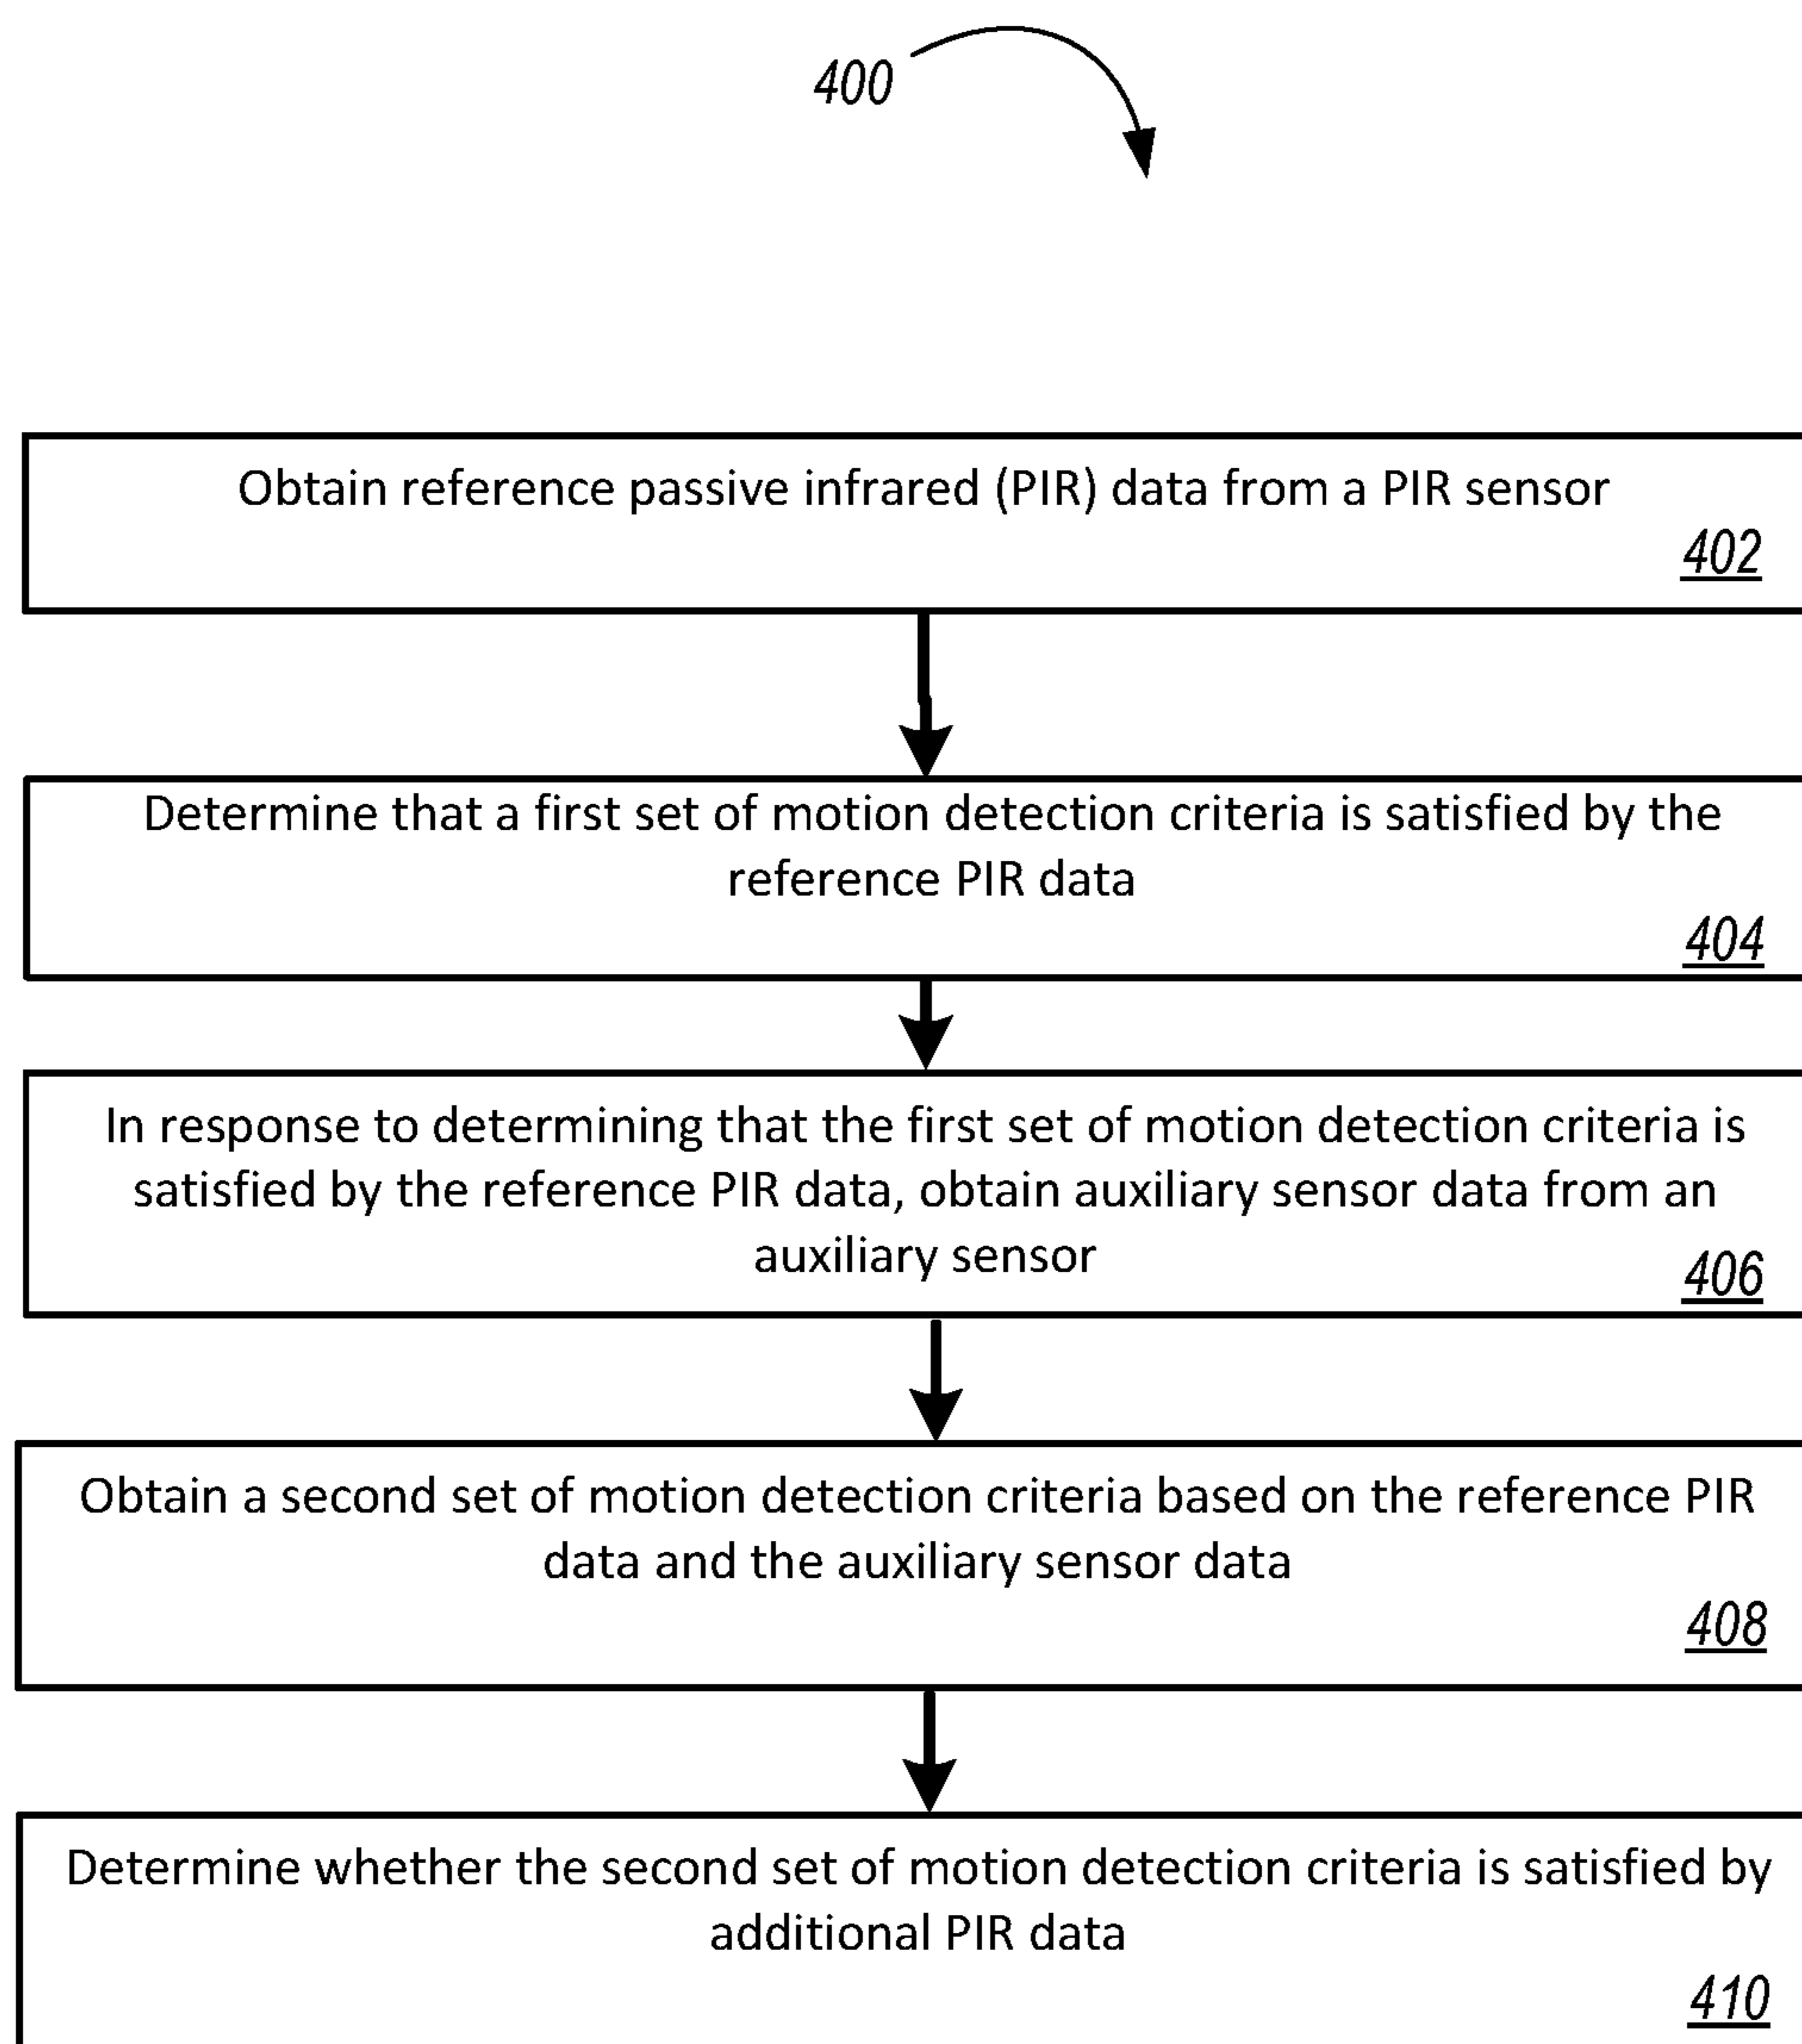 400
Obtain reference passive infrared (PIR) data from a PIR sensor
402
Determine that a first set of motion detection criteria is satisfied by the
reference PIR data
404
In response to determining that the first set of motion detection criteria is
satisfied by the reference PIR data, obtain auxiliary sensor data from an
auxiliary sensor
406
Obtain a second set of motion detection criteria based on the reference PIR
data and the auxiliary sensor data
408
Determine whether the second set of motion detection criteria is satisfied by
additional PIR data
410